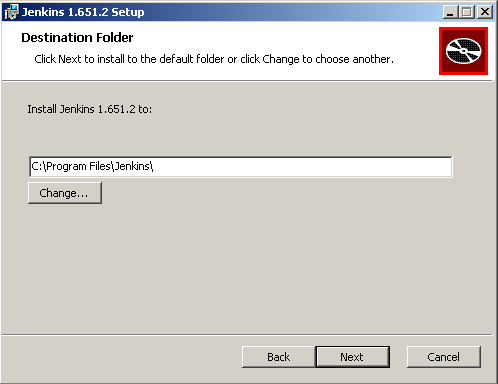 Jenkins 1.651.2 Setup
Destination Folder
Click Next to install to the default folder or click Change to choose another.
Install Jenkins 1.651.2 to:
C:\Program Files\Jenkins\
Change...
Back Next Cancel